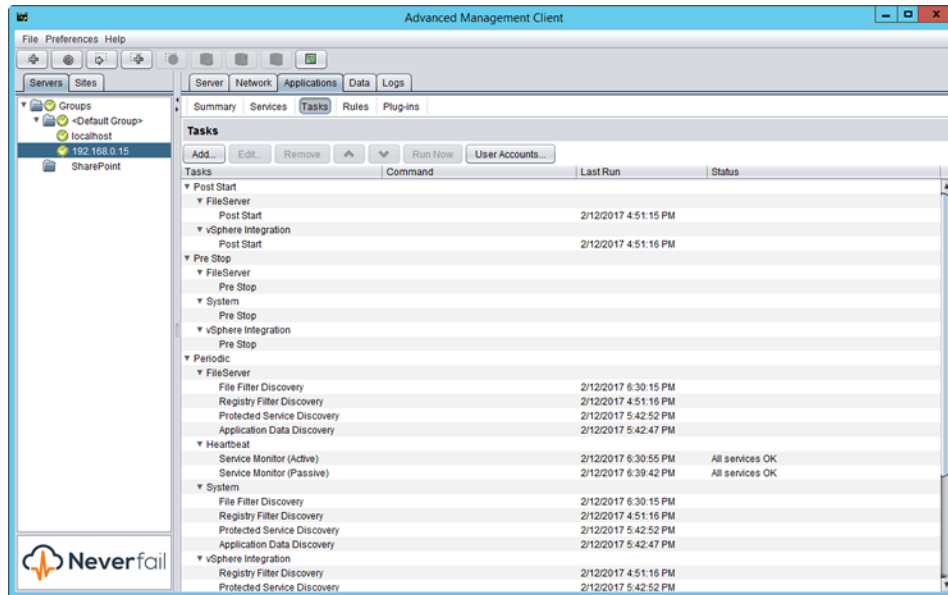 Advanced Management Client
File Preferences Help
Servers Sites
Server Network Applications Data Logs
Groups
<Default Group>
localhost
192.168.0.15
SharePoint
Summary Services Tasks Rules Plug-ins
Tasks
Add... Edit... Remove Run Now User Accounts...
Tasks Command Last Run Status
Post Start
FileServer
Post Start 2/12/2017 4:51:15 PM
vSphere Integration
Post Start 2/12/2017 4:51:16 PM
Pre Stop
FileServer
Pre Stop
System
Pre Stop
vSphere Integration
Pre Stop
Periodic
FileServer
File Filter Discovery 2/12/2017 6:30:15 PM
Registry Filter Discovery 2/12/2017 4:51:16 PM
Protected Service Discovery 2/12/2017 5:42:52 PM
Application Data Discovery 2/12/2017 5:42:47 PM
Heartbeat
Service Monitor (Active) 2/12/2017 6:30:55 PM All services OK
Service Monitor (Passive) 2/12/2017 6:39:42 PM All services OK
System
File Filter Discovery 2/12/2017 6:30:15 PM
Registry Filter Discovery 2/12/2017 4:51:16 PM
Protected Service Discovery 2/12/2017 5:42:52 PM
Application Data Discovery 2/12/2017 5:42:47 PM
vSphere Integration
Registry Filter Discovery 2/12/2017 4:51:16 PM
Protected Service Discovery 2/12/2017 5:42:52 PM
Neverfail